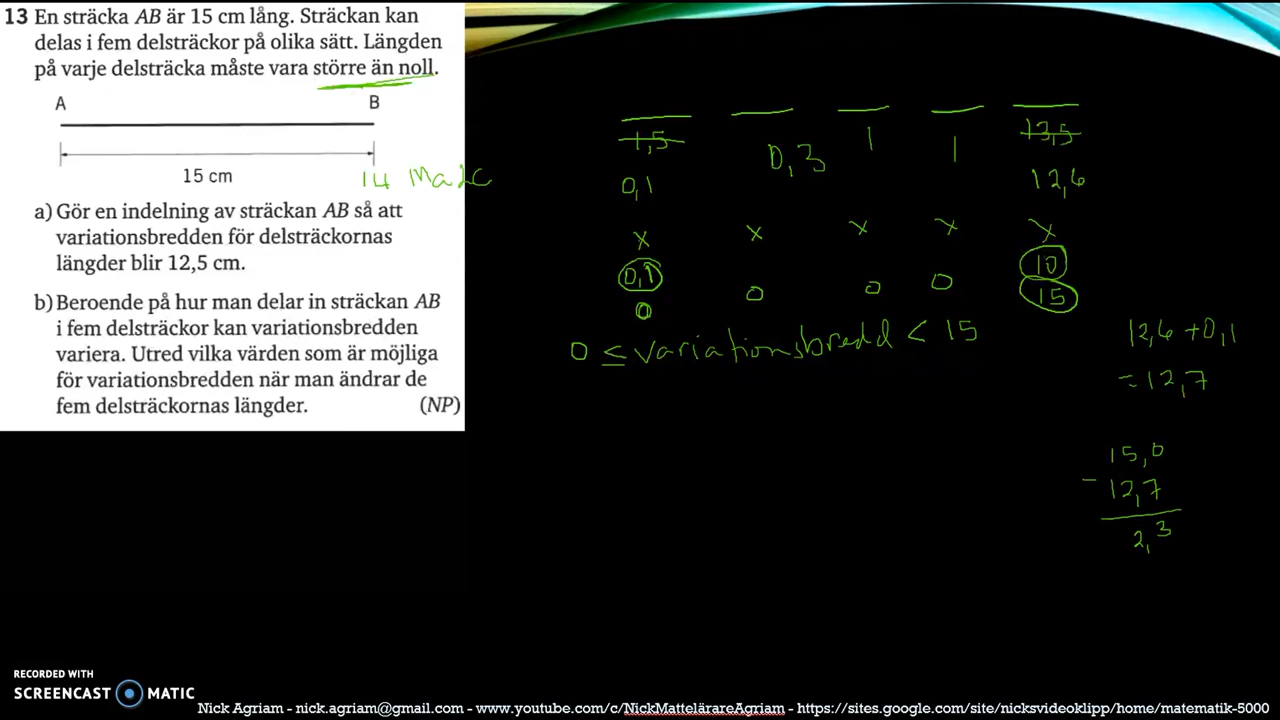 13 En sträcka AB är 15 cm lång. Sträckan kan
delas i fem delsträckor på olika sätt. Längden
på varje delsträcka måste vara större än noll.
A B
15 cm
14 Ma2c
a) Gör en indelning av sträckan AB så att
variationsbredden för delsträckornas
längder blir 12,5 cm.
b) Beroende på hur man delar in sträckan AB
i fem delsträckor kan variationsbredden
variera. Utred vilka värden som är möjliga
för variationsbredden när man ändrar de
fem delsträckornas längder. (NP)
1,5 0,3 1 1 13,5
0,1 12,6
x x x x x
0,1 10
0 0 0 0 15
0 ≤ variationsbredd < 15
12,6 + 0,1
= 12,7
15,0
- 12,7
2,3
RECORDED WITH
SCREENCAST MATIC
Nick Agriam - nick.agriam@gmail.com - www.youtube.com/c/NickMattelärareAgriam - https://sites.google.com/site/nicksvideoklipp/home/matematik-5000